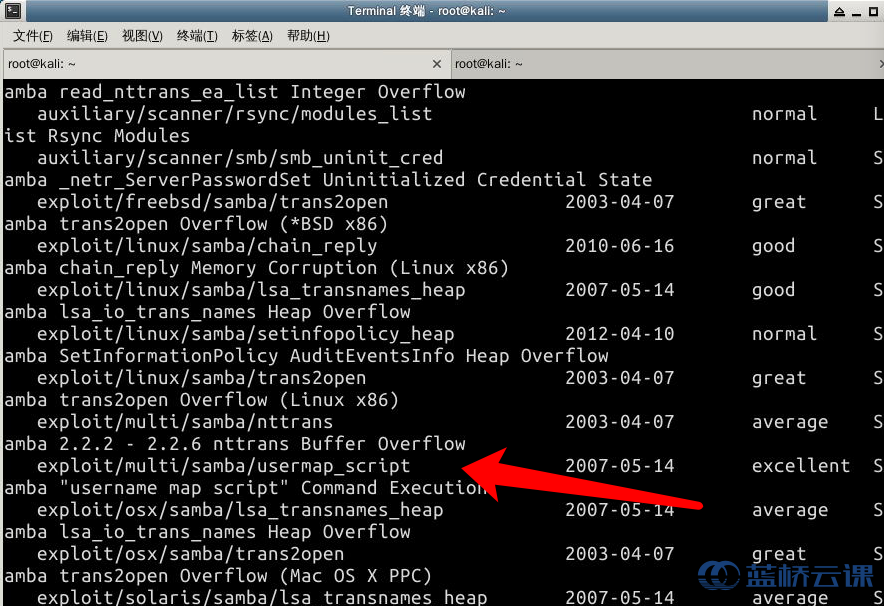 Terminal 终端 - root@kali: ~
文件(F) 编辑(E) 视图(V) 终端(T) 标签(A) 帮助(H)
root@kali: ~ root@kali: ~
amba read_nttrans_ea_list Integer Overflow
auxiliary/scanner/rsync/modules_list normal L
ist Rsync Modules
auxiliary/scanner/smb/smb_uninit_cred normal S
amba _netr_ServerPasswordSet Uninitialized Credential State
exploit/freebsd/samba/trans2open 2003-04-07 great S
amba trans2open Overflow (*BSD x86)
exploit/linux/samba/chain_reply 2010-06-16 good S
amba chain_reply Memory Corruption (Linux x86)
exploit/linux/samba/lsa_transnames_heap 2007-05-14 good S
amba lsa_io_trans_names Heap Overflow
exploit/linux/samba/setinfopolicy_heap 2012-04-10 normal S
amba SetInformationPolicy AuditEventsInfo Heap Overflow
exploit/linux/samba/trans2open 2003-04-07 great S
amba trans2open Overflow (Linux x86)
exploit/multi/samba/nttrans 2003-04-07 average S
amba 2.2.2 - 2.2.6 nttrans Buffer Overflow
exploit/multi/samba/usermap_script 2007-05-14 excellent S
amba "username map script" Command Execution
exploit/osx/samba/lsa_transnames_heap 2007-05-14 average S
amba lsa_io_trans_names Heap Overflow
exploit/osx/samba/trans2open 2003-04-07 great S
amba trans2open Overflow (Mac OS X PPC)
exploit/solaris/samba/lsa_transnames_heap 2007-05-14 average S
蓝桥云课